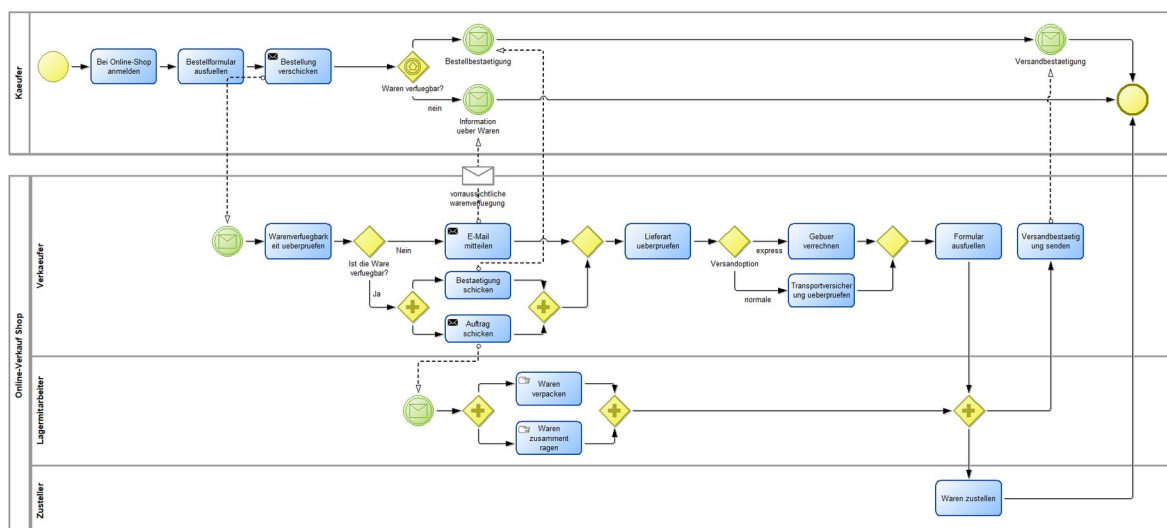 Kaeufer
Bei Online-Shop
anmelden
Bestellformular
ausfuellen
Bestellung
verschicken
Waren verfuegbar?
nein
Bestellbestaetigung
Information
ueber Waren
Versandbestaetigung
vorraussichtliche
warenverfuegung
Online-Verkauf Shop
Verkaeufer
Warenverfuegbark
eit ueberpruefen
Ist die Ware
verfuegbar?
Nein
Ja
E-Mail
mitteilen
Bestaetigung
schicken
Auftrag
schicken
Lieferart
ueberpruefen
Versandoption
express
normale
Gebuer
verrechnen
Transportversicher
ung ueberpruefen
Formular
ausfuellen
Versandbestaetig
ung senden
Lagermitarbeiter
Waren
verpacken
Waren
zusamment
ragen
Zusteller
Waren zustellen